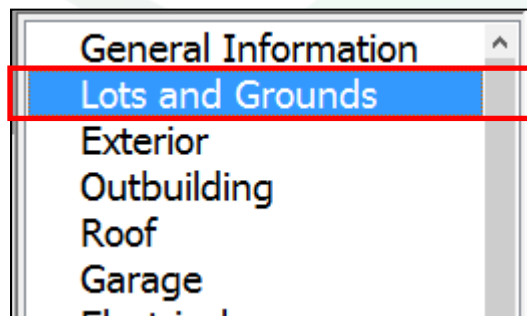 General Information
Lots and Grounds
Exterior
Outbuilding
Roof
Garage